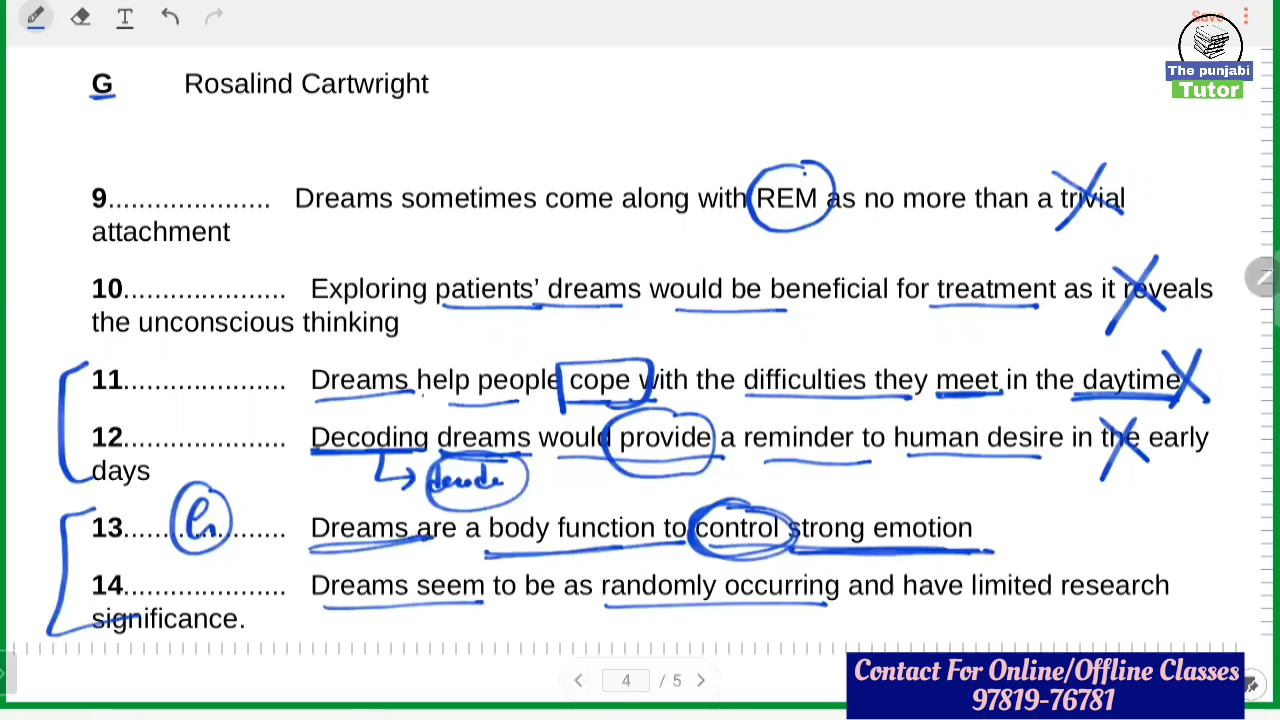 Save
The punjabi
Tutor
G Rosalind Cartwright
9..................... Dreams sometimes come along with REM as no more than a trivial
attachment
10..................... Exploring patients’ dreams would be beneficial for treatment as it reveals
the unconscious thinking
11..................... Dreams help people cope with the difficulties they meet in the daytime
12..................... Decoding dreams would provide a reminder to human desire in the early
days
13..................... Dreams are a body function to control strong emotion
14..................... Dreams seem to be as randomly occurring and have limited research
significance.
4 / 5
Contact For Online/Offline Classes
97819-76781